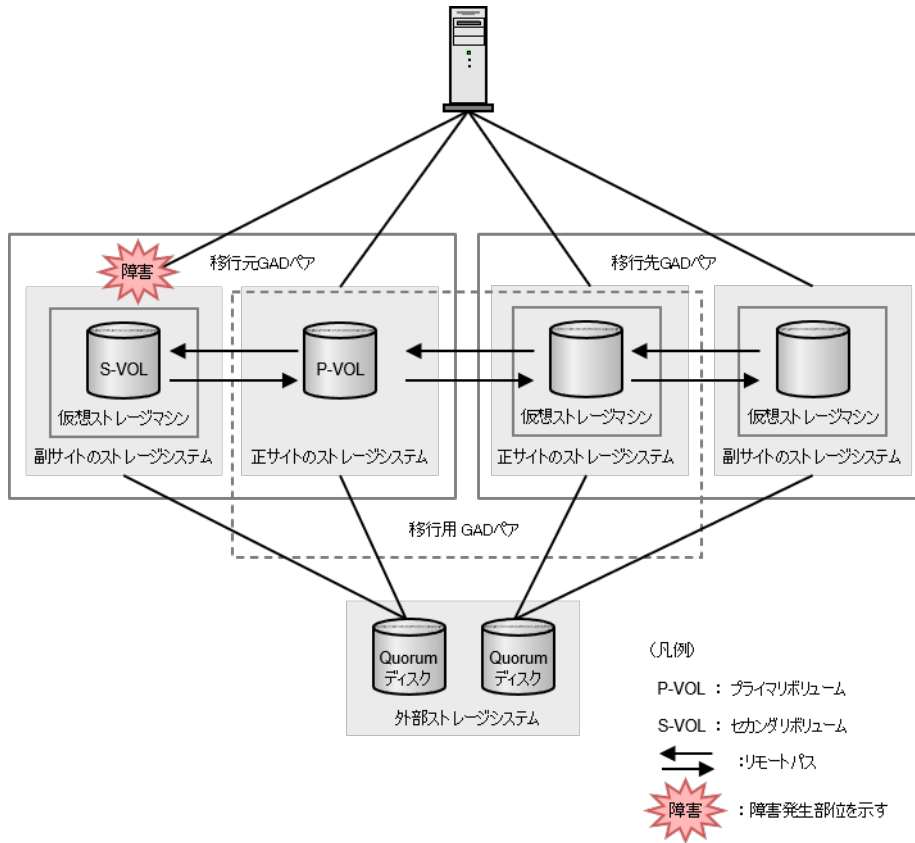 移行元GADペア
移行先GADペア
障害
S-VOL
P-VOL
仮想ストレージマシン
仮想ストレージマシン
仮想ストレージマシン
副サイトのストレージシステム
正サイトのストレージシステム
正サイトのストレージシステム
副サイトのストレージシステム
移行用 GADペア
Quorum
ディスク
Quorum
ディスク
外部ストレージシステム
(凡例)
P-VOL : プライマリボリューム
S-VOL : セカンダリボリューム
:リモートパス
障害 : 障害発生部位を示す